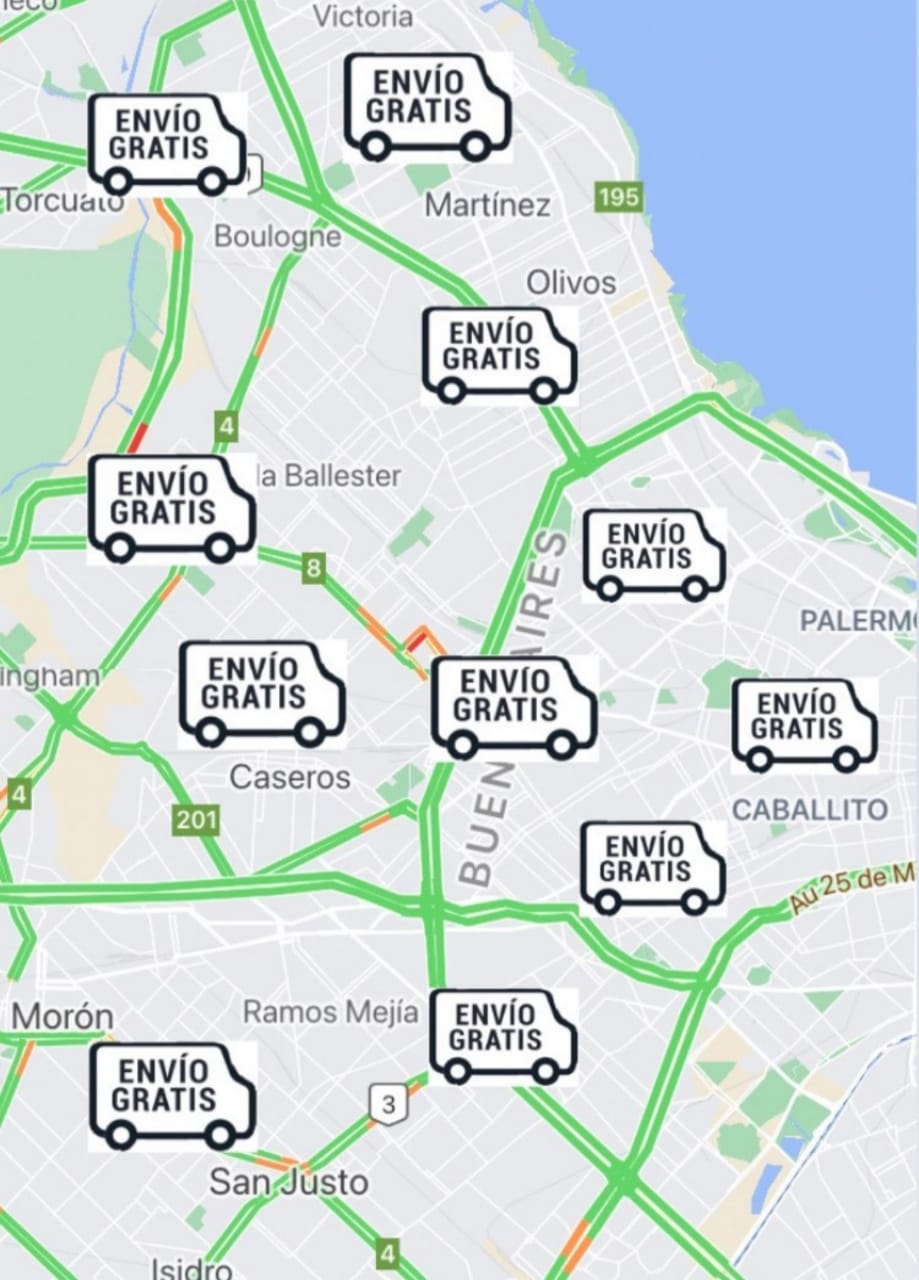 Victoria
ENVÍO
GRATIS
ENVÍO
GRATIS
Torcuato
Martínez
195
Boulogne
Olivos
ENVÍO
GRATIS
4
la Ballester
ENVÍO
GRATIS
ENVÍO
GRATIS
8
PALERMO
ingham
ENVÍO
GRATIS
ENVÍO
GRATIS
ENVÍO
GRATIS
BUEN AIRES
Caseros
4
201
CABALLITO
ENVÍO
GRATIS
Au 25 de M
Morón
Ramos Mejía
ENVÍO
GRATIS
ENVÍO
GRATIS
3
San Justo
4
Isidro